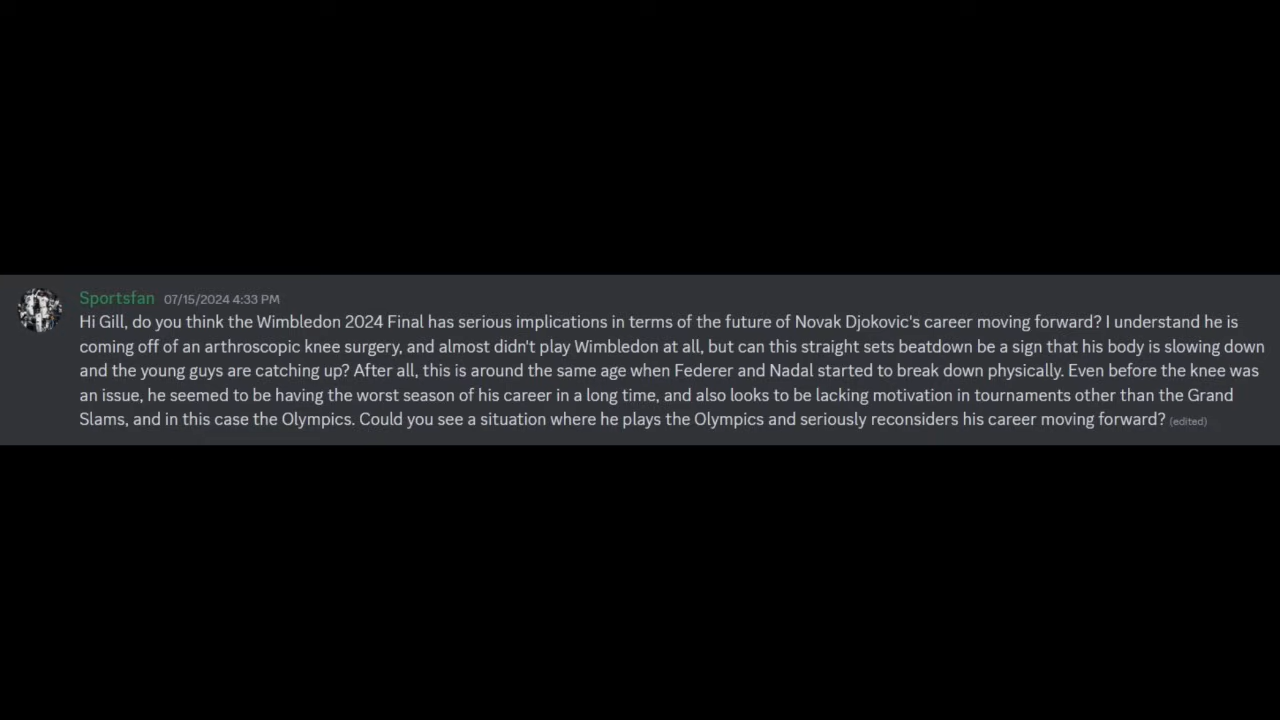 Sportsfan 07/15/2024 4:33 PM
Hi Gill, do you think the Wimbledon 2024 Final has serious implications in terms of the future of Novak Djokovic's career moving forward? I understand he is
coming off of an arthroscopic knee surgery, and almost didn't play Wimbledon at all, but can this straight sets beatdown be a sign that his body is slowing down
and the young guys are catching up? After all, this is around the same age when Federer and Nadal started to break down physically. Even before the knee was
an issue, he seemed to be having the worst season of his career in a long time, and also looks to be lacking motivation in tournaments other than the Grand
Slams, and in this case the Olympics. Could you see a situation where he plays the Olympics and seriously reconsiders his career moving forward? (edited)